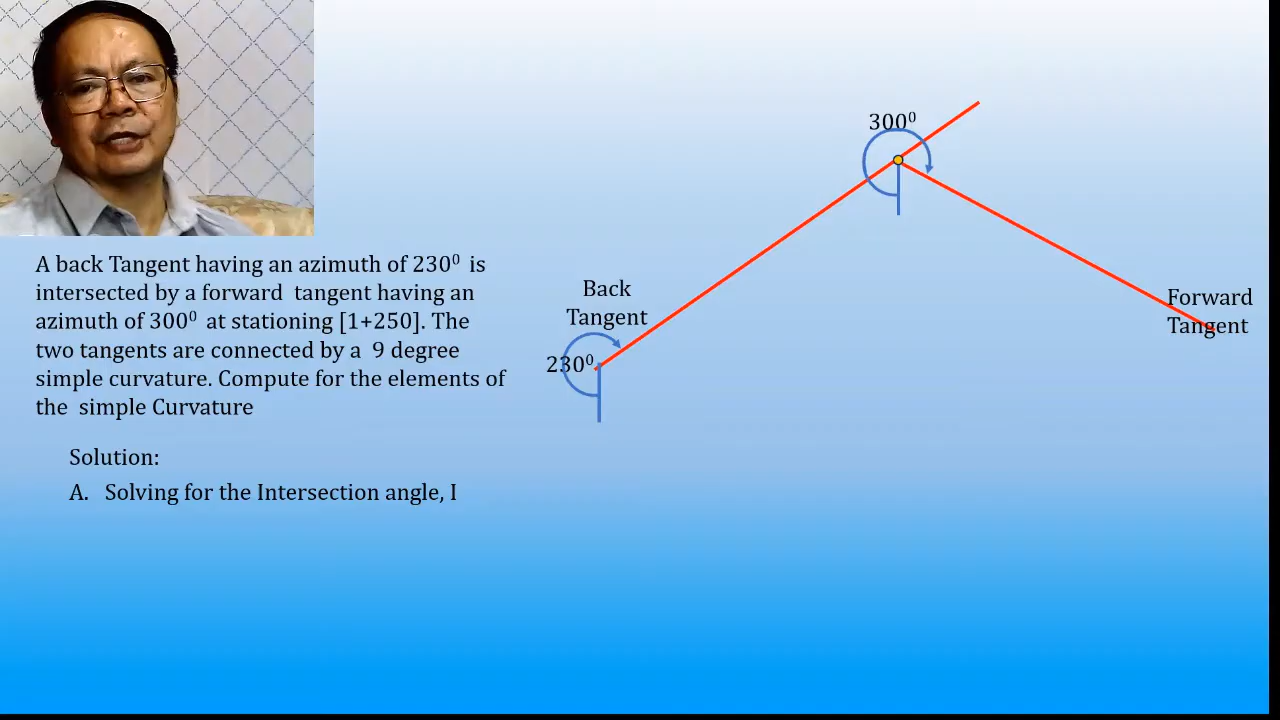 A back Tangent having an azimuth of 230⁰ is
intersected by a forward tangent having an
azimuth of 300⁰ at stationing [1+250]. The
two tangents are connected by a 9 degree
simple curvature. Compute for the elements of
the simple Curvature
Solution:
A. Solving for the Intersection angle, I
300⁰
Back
Tangent
230⁰
Forward
Tangent